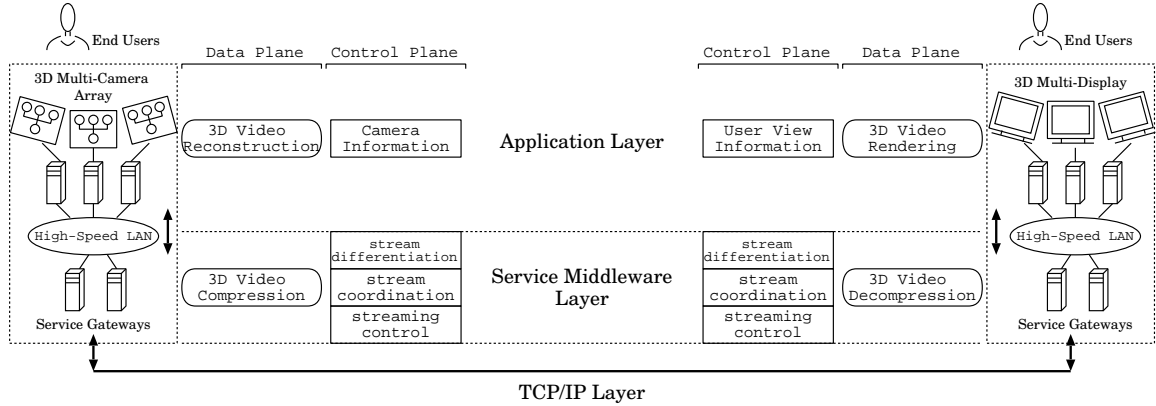 End Users
End Users
Data Plane
Control Plane
Control Plane
Data Plane
3D Multi-Camera
Array
3D Multi-Display
3D Video
Reconstruction
Camera
Information
Application Layer
User View
Information
3D Video
Rendering
High-Speed LAN
High-Speed LAN
stream
differentiation
stream
differentiation
3D Video
Compression
stream
coordination
Service Middleware
Layer
stream
coordination
3D Video
Decompression
streaming
control
streaming
control
Service Gateways
Service Gateways
TCP/IP Layer